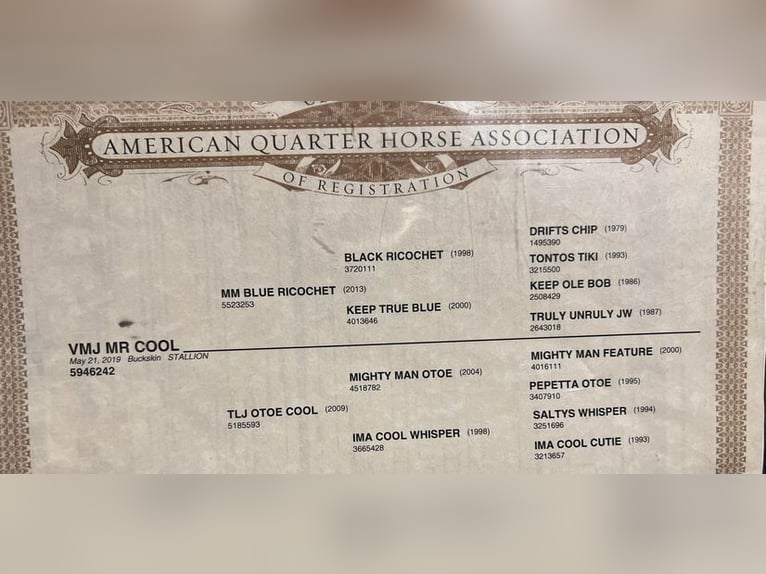 AMERICAN QUARTER HORSE ASSOCIATION
OF REGISTRATION
DRIFTS CHIP (1979)
1495390
BLACK RICOCHET (1998)
3720111
TONTOS TIKI (1993)
3215500
MM BLUE RICOCHET (2013)
5523253
KEEP OLE BOB (1986)
2508429
KEEP TRUE BLUE (2000)
4013646
TRULY UNRULY JW (1987)
2643018
VMJ MR COOL
May 21, 2019 Buckskin STALLION
5946242
MIGHTY MAN FEATURE (2000)
4016111
MIGHTY MAN OTOE (2004)
4518782
PEPETTA OTOE (1995)
3407910
TLJ OTOE COOL (2009)
5185593
SALTYS WHISPER (1994)
3251696
IMA COOL WHISPER (1998)
3665428
IMA COOL CUTIE (1993)
3213657